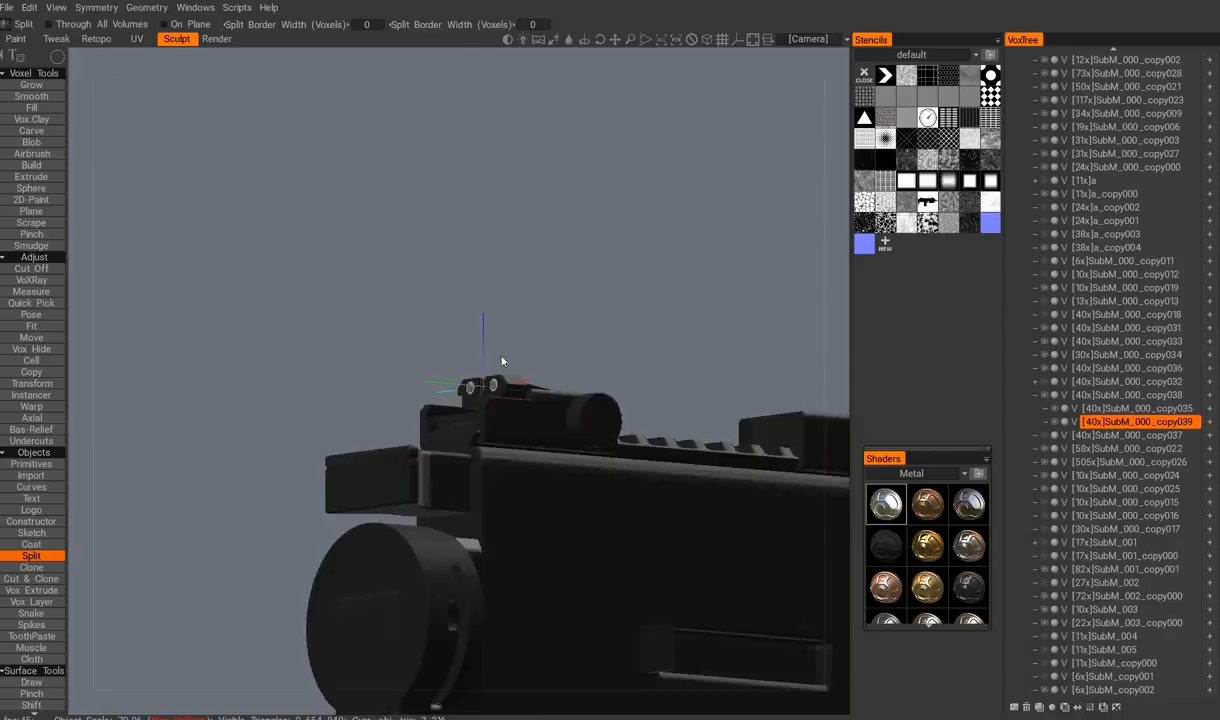 File Edit View Symmetry Geometry Windows Scripts Help
Split Through All Volumes On Plane Split Border Width (Voxels) 0 Split Border Width (Voxels) 0
Paint Tweak Retopo UV Sculpt Render [Camera]
Voxel Tools
Grow
Smooth
Fill
Vox.Clay
Carve
Blob
Airbrush
Build
Extrude
Sphere
2D-Paint
Plane
Scrape
Pinch
Smudge
Adjust
Cut Off
VoXRay
Measure
Quick Pick
Pose
Fit
Move
Vox Hide
Cell
Copy
Transform
Instancer
Warp
Axial
Bas-Relief
Undercuts
Objects
Primitives
Import
Curves
Text
Logo
Constructor
Sketch
Coat
Split
Clone
Cut & Clone
Vox Extrude
Vox Layer
Snake
Spikes
ToothPaste
Muscle
Cloth
Surface Tools
Draw
Pinch
Shift
Stencils
default
CLOSE
NEW
Shaders
Metal
VoxTree
V [12x]SubM_000_copy002
V [73x]SubM_000_copy028
V [50x]SubM_000_copy021
V [117x]SubM_000_copy023
V [34x]SubM_000_copy009
V [19x]SubM_000_copy006
V [31x]SubM_000_copy003
V [31x]SubM_000_copy027
V [24x]SubM_000_copy000
V [11x]a
V [11x]a_copy000
V [24x]a_copy002
V [24x]a_copy001
V [38x]a_copy003
V [38x]a_copy004
V [6x]SubM_000_copy011
V [10x]SubM_000_copy012
V [10x]SubM_000_copy019
V [13x]SubM_000_copy013
V [40x]SubM_000_copy018
V [40x]SubM_000_copy031
V [40x]SubM_000_copy033
V [30x]SubM_000_copy034
V [40x]SubM_000_copy036
V [40x]SubM_000_copy032
V [40x]SubM_000_copy038
V [40x]SubM_000_copy035
V [40x]SubM_000_copy039
V [40x]SubM_000_copy037
V [58x]SubM_000_copy022
V [505x]SubM_000_copy026
V [10x]SubM_000_copy024
V [10x]SubM_000_copy025
V [10x]SubM_000_copy015
V [10x]SubM_000_copy016
V [30x]SubM_000_copy017
V [17x]SubM_001
V [17x]SubM_001_copy000
V [82x]SubM_001_copy001
V [27x]SubM_002
V [72x]SubM_002_copy000
V [10x]SubM_003
V [22x]SubM_003_copy000
V [11x]SubM_004
V [11x]SubM_005
V [11x]SubM_copy000
V [6x]SubM_copy001
V [6x]SubM_copy002